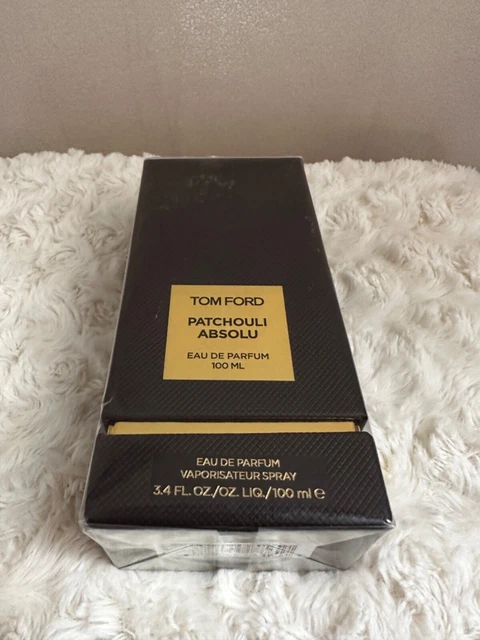 TOM FORD
PATCHOULI
ABSOLU
EAU DE PARFUM
100 ML
EAU DE PARFUM
VAPORISATEUR SPRAY
3.4 FL. OZ./OZ. LIQ./100 ml ℮